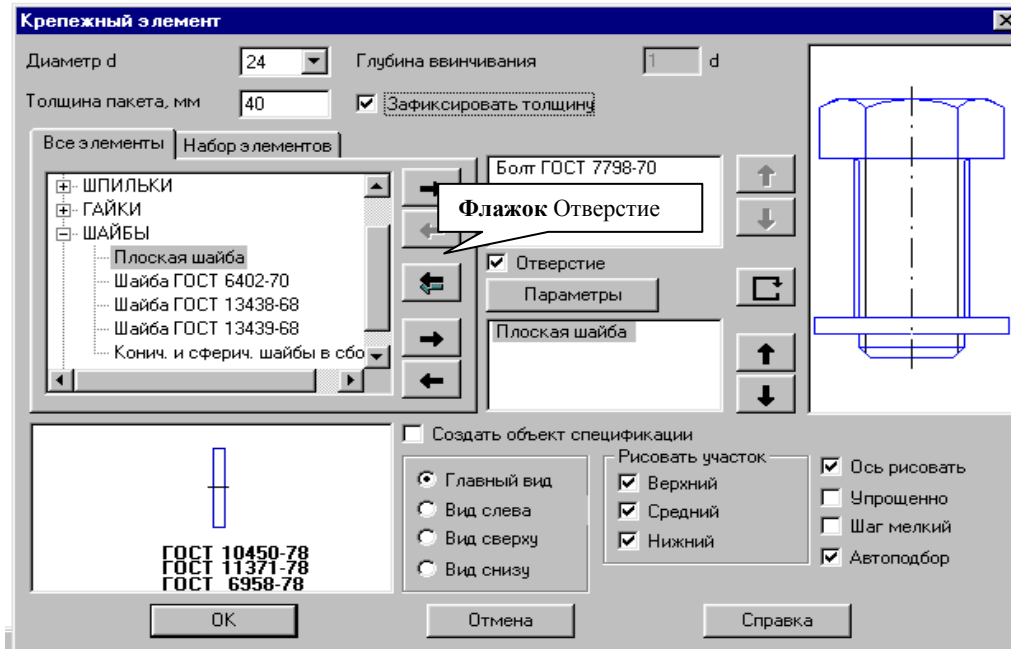 Крепежный элемент
Диаметр d 24 Глубина ввинчивания 1 d
Толщина пакета, мм 40 Зафиксировать толщину
Все элементы Набор элементов
ШПИЛЬКИ
ГАЙКИ
ШАЙБЫ
Плоская шайба
Шайба ГОСТ 6402-70
Шайба ГОСТ 13438-68
Шайба ГОСТ 13439-68
Конич. и сферич. шайбы в сбо
Болт ГОСТ 7798-70
Флажок Отверстие
Отверстие
Параметры
Плоская шайба
ГОСТ 10450-78
ГОСТ 11371-78
ГОСТ 6958-78
Создать объект спецификации
Главный вид
Вид слева
Вид сверху
Вид снизу
Рисовать участок
Верхний
Средний
Нижний
Ось рисовать
Упрощенно
Шаг мелкий
Автоподбор
OK Отмена Справка